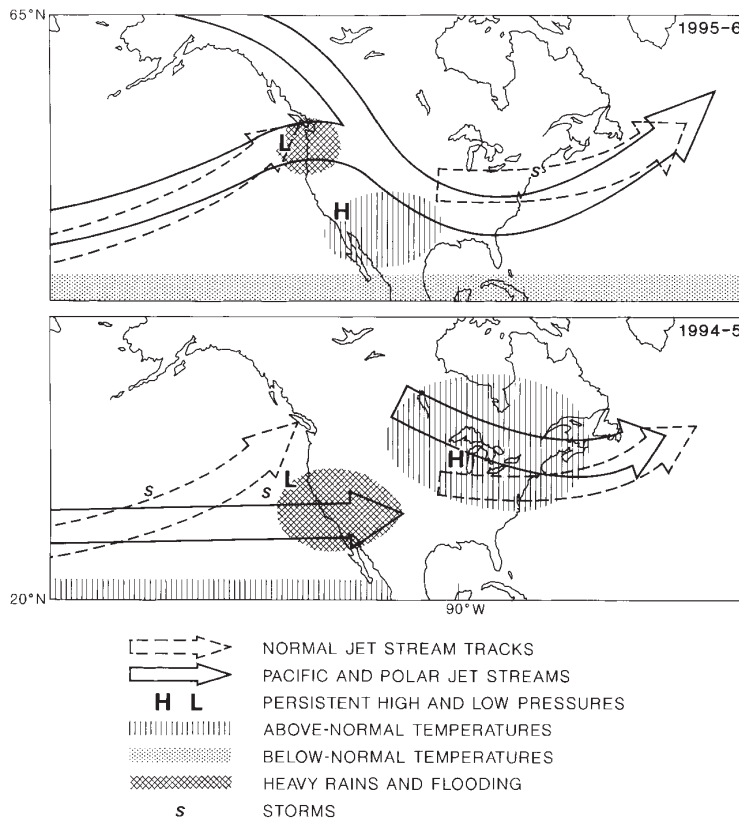 65°N
1995-6
L
H
s
1994-5
H
L
s
s
20°N
90°W
NORMAL JET STREAM TRACKS
PACIFIC AND POLAR JET STREAMS
H L PERSISTENT HIGH AND LOW PRESSURES
ABOVE-NORMAL TEMPERATURES
BELOW-NORMAL TEMPERATURES
HEAVY RAINS AND FLOODING
s STORMS